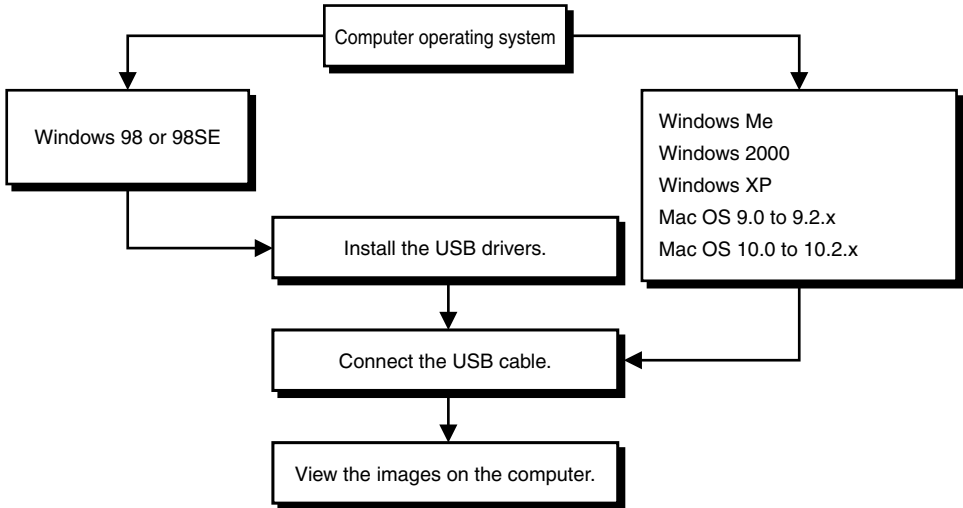 Computer operating system
Windows 98 or 98SE
Windows Me
Windows 2000
Windows XP
Mac OS 9.0 to 9.2.x
Mac OS 10.0 to 10.2.x
Install the USB drivers.
Connect the USB cable.
View the images on the computer.